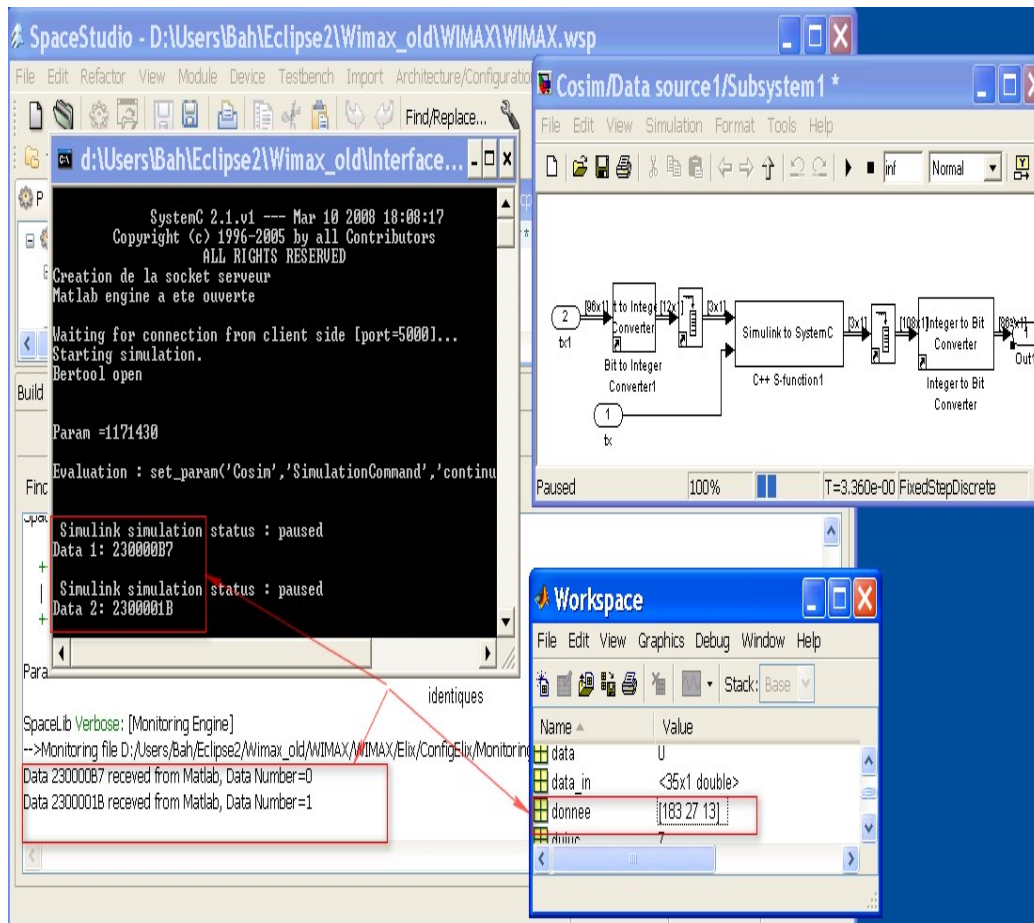 SpaceStudio - D:\Users\Bah\Eclipse2\Wimax_old\WIMAX\WIMAX.wsp
File Edit Refactor View Module Device Testbench Import Architecture/Configuration
Find/Replace...
d:\Users\Bah\Eclipse2\Wimax_old\Interface...
SystemC 2.1.v1 --- Mar 10 2008 18:08:17
Copyright (c) 1996-2005 by all Contributors
ALL RIGHTS RESERVED
Creation de la socket serveur
Matlab engine a ete ouverte
Waiting for connection from client side [port=5000]...
Starting simulation.
Bertool open
Param =1171430
Evaluation : set_param('Cosim','SimulationCommand','continu
Simulink simulation status : paused
Data 1: 230000B7
Simulink simulation status : paused
Data 2: 2300001B
Build
Para
identiques
SpaceLib Verbose: [Monitoring Engine]
-->Monitoring file D:/Users/Bah/Eclipse2/Wimax_old/WIMAX/WIMAX/Elix/ConfigElix/Monitoring
Data 230000B7 receved from Matlab, Data Number=0
Data 2300001B receved from Matlab, Data Number=1
Cosim/Data source1/Subsystem1 *
File Edit View Simulation Format Tools Help
inf Normal
[96x1] [12x1] [3x1] [3x1] [108x1]
2
tx1
Converter
Bit to Integer
Converter1
Simulink to SystemC
C++ S-function1
Integer to Bit
Converter
Integer to Bit
Converter
Out1
1
tx
Paused 100% T=3.360e-00 FixedStepDiscrete
Workspace
File Edit View Graphics Debug Window Help
Stack: Base
Name Value
data
data_in <35x1 double>
donnee [183 27 13]
7